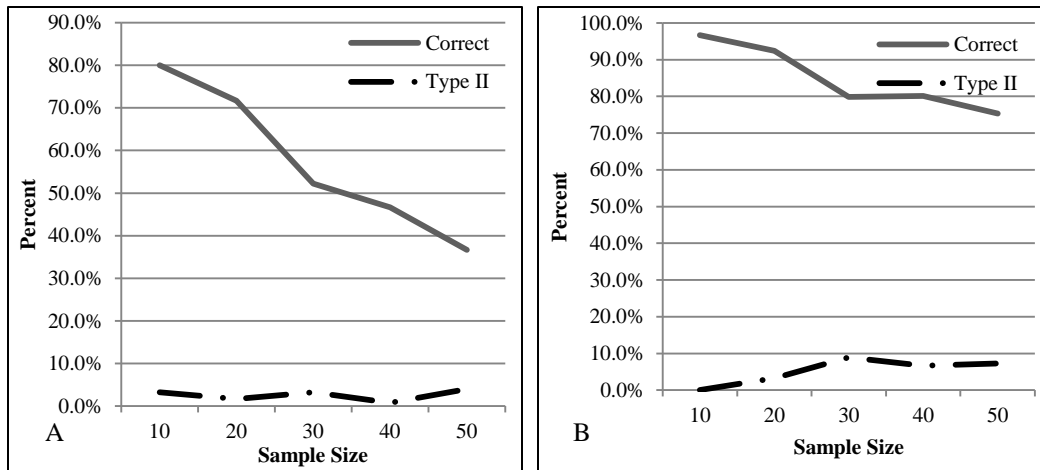 90.0%
80.0%
70.0%
60.0%
50.0%
40.0%
30.0%
20.0%
10.0%
0.0%
Percent
Correct
Type II
10 20 30 40 50
Sample Size
A
100.0%
90.0%
80.0%
70.0%
60.0%
50.0%
40.0%
30.0%
20.0%
10.0%
0.0%
Percent
Correct
Type II
10 20 30 40 50
Sample Size
B